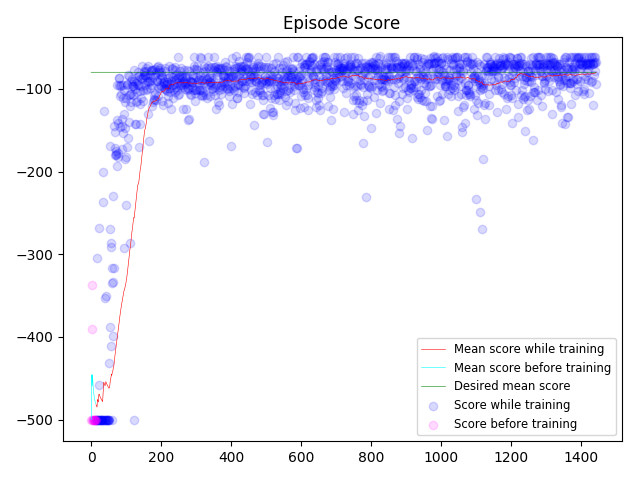 Episode Score
−100
−200
−300
−400
−500
0 200 400 600 800 1000 1200 1400
Mean score while training
Mean score before training
Desired mean score
Score while training
Score before training